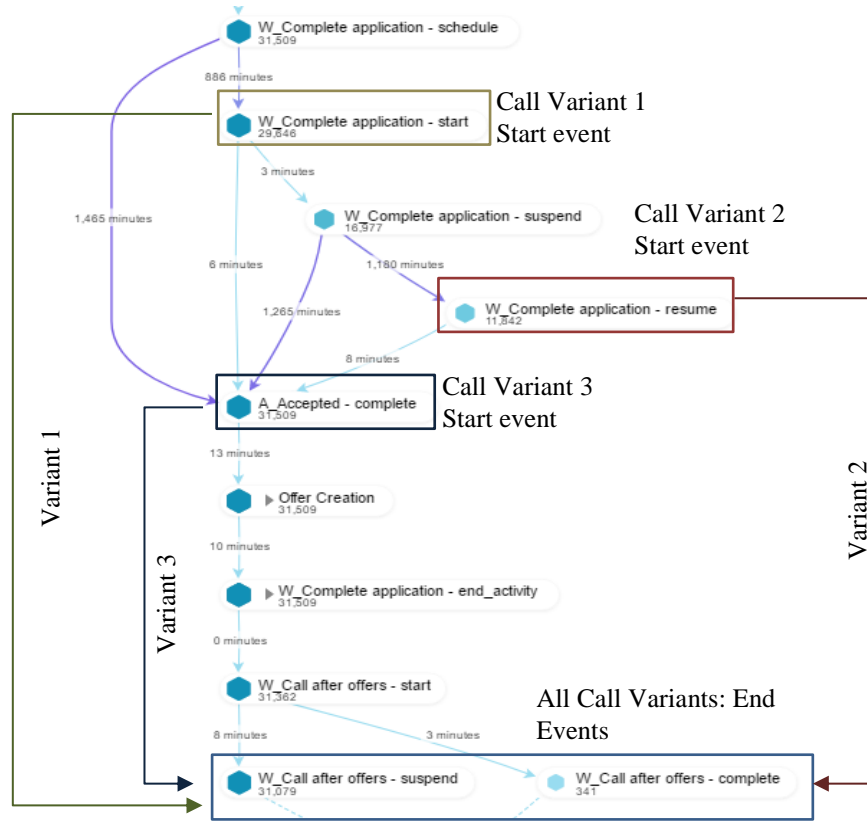 W_Complete application - schedule
31,509
886 minutes
Call Variant 1
Start event
W_Complete application - start
29,846
3 minutes
1,465 minutes
W_Complete application - suspend
16,977
Call Variant 2
Start event
6 minutes
1,180 minutes
1,265 minutes
W_Complete application - resume
11,842
8 minutes
Call Variant 3
Start event
A_Accepted - complete
31,509
13 minutes
Variant 1
Variant 3
Variant 2
Offer Creation
31,509
10 minutes
W_Complete application - end_activity
31,509
0 minutes
W_Call after offers - start
31,362
All Call Variants: End
Events
8 minutes
3 minutes
W_Call after offers - suspend
31,079
W_Call after offers - complete
341